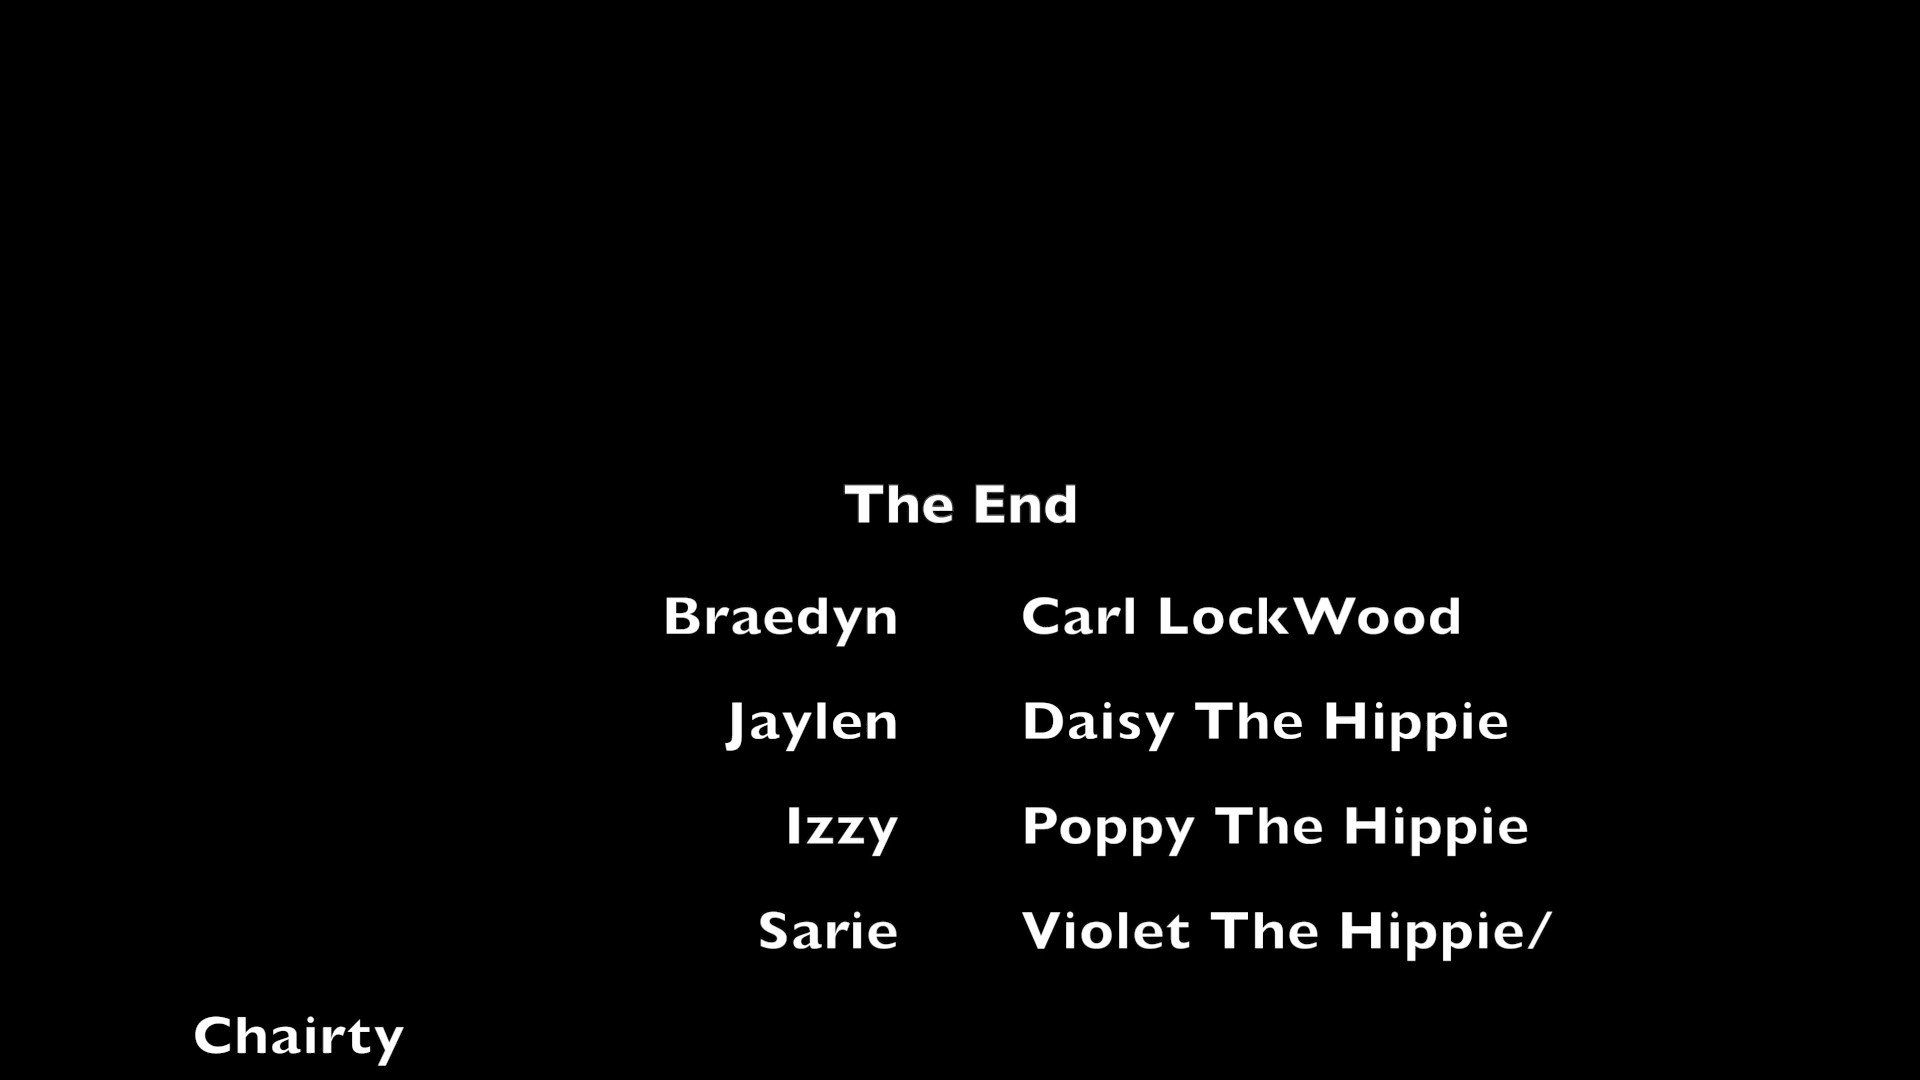 The End
Braedyn Carl LockWood
Jaylen Daisy The Hippie
Izzy Poppy The Hippie
Sarie Violet The Hippie/
Chairty